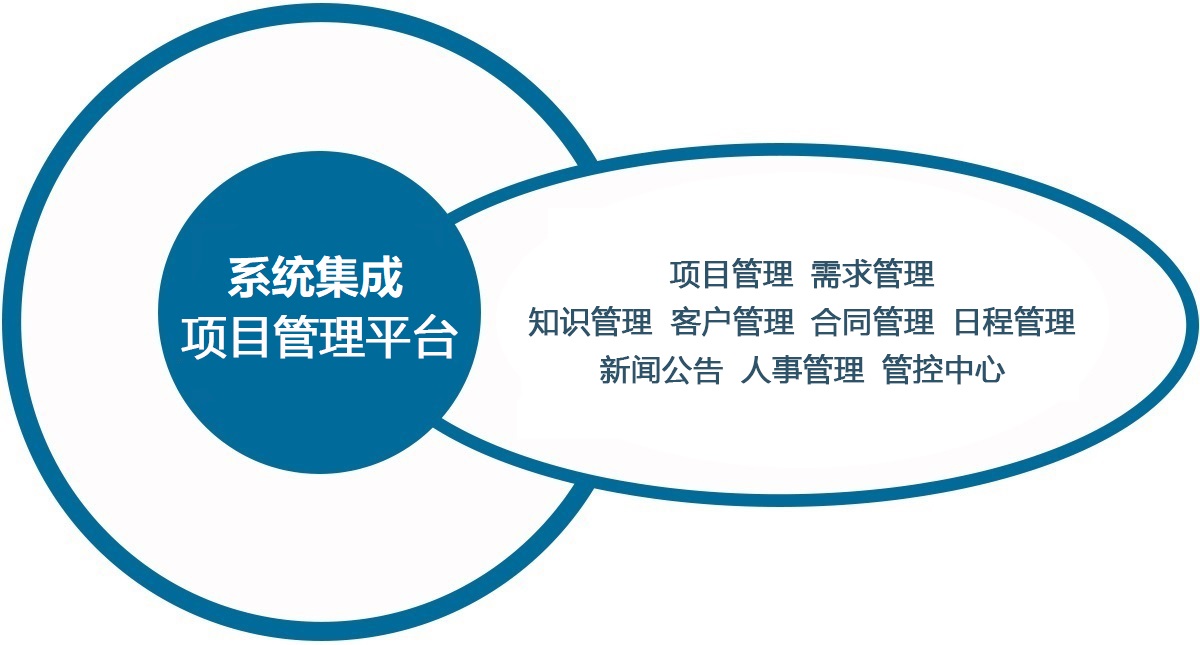 系统集成
项目管理平台
项目管理 需求管理
知识管理 客户管理 合同管理 日程管理
新闻公告 人事管理 管控中心